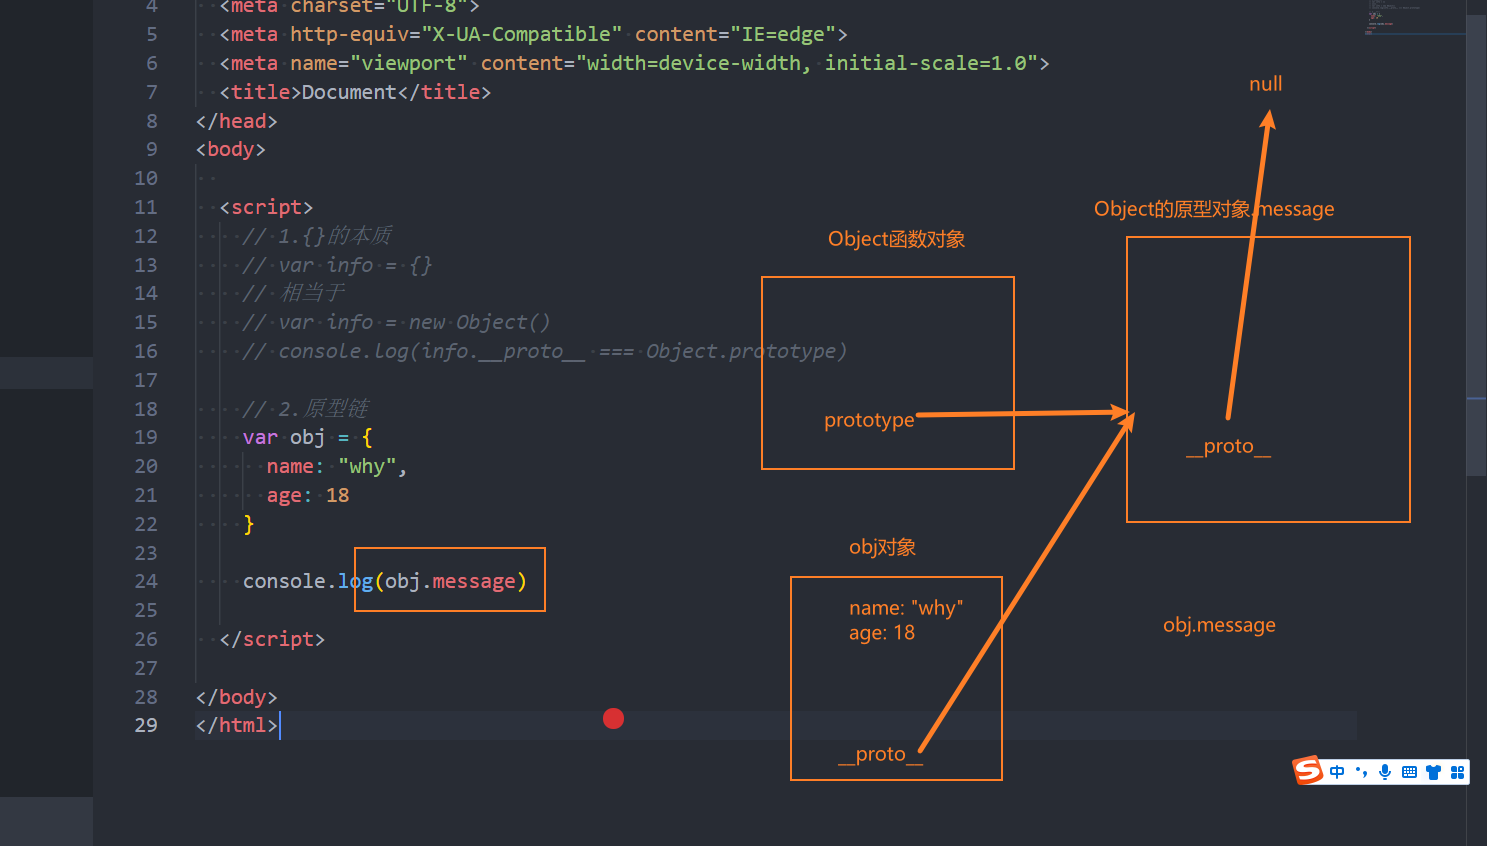 4 <meta charset="UTF-8">
5 <meta http-equiv="X-UA-Compatible" content="IE=edge">
6 <meta name="viewport" content="width=device-width, initial-scale=1.0">
7 <title>Document</title>
8 </head>
9 <body>
10
11 <script>
12 // 1.{}的本质
13 // var info = {}
14 // 相当于
15 // var info = new Object()
16 // console.log(info.__proto__ === Object.prototype)
17
18 // 2.原型链
19 var obj = {
20 name: "why",
21 age: 18
22 }
23
24 console.log(obj.message)
25
26 </script>
27
28 </body>
29 </html>
null
Object的原型对象.message
Object函数对象
prototype
__proto__
obj对象
name: "why"
age: 18
obj.message
__proto__
中